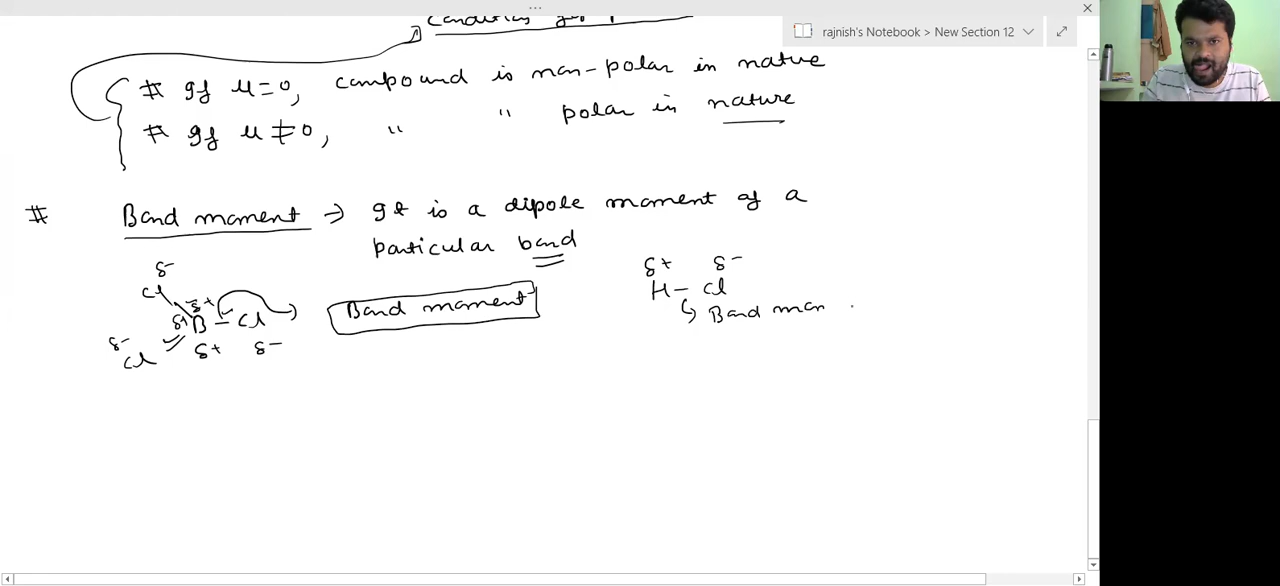 rajnish's Notebook > New Section 12
# If μ=0, compound is non-polar in nature
# If μ≠0, " " polar in nature
# Bond moment → It is a dipole moment of a
particular bond
δ-
Cl
δ+
δ+ B – Cl
δ- Cl
δ+ δ-
Bond moment
δ+ δ-
H – Cl
↳ Bond mom